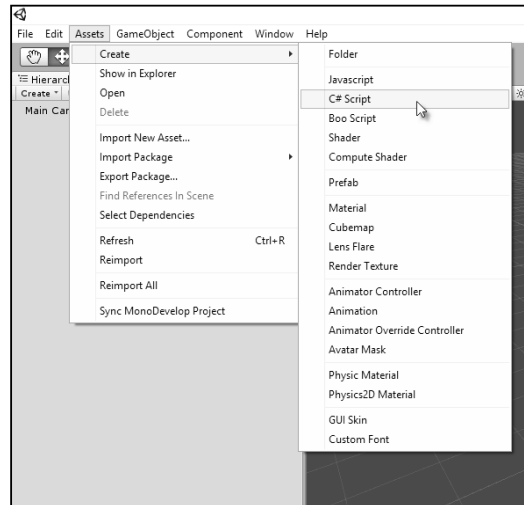 File Edit Assets GameObject Component Window Help
Hierarc
Create
Main Car
Create
Show in Explorer
Open
Delete
Import New Asset...
Import Package
Export Package...
Find References In Scene
Select Dependencies
Refresh Ctrl+R
Reimport
Reimport All
Sync MonoDevelop Project
Folder
Javascript
C# Script
Boo Script
Shader
Compute Shader
Prefab
Material
Cubemap
Lens Flare
Render Texture
Animator Controller
Animation
Animator Override Controller
Avatar Mask
Physic Material
Physics2D Material
GUI Skin
Custom Font